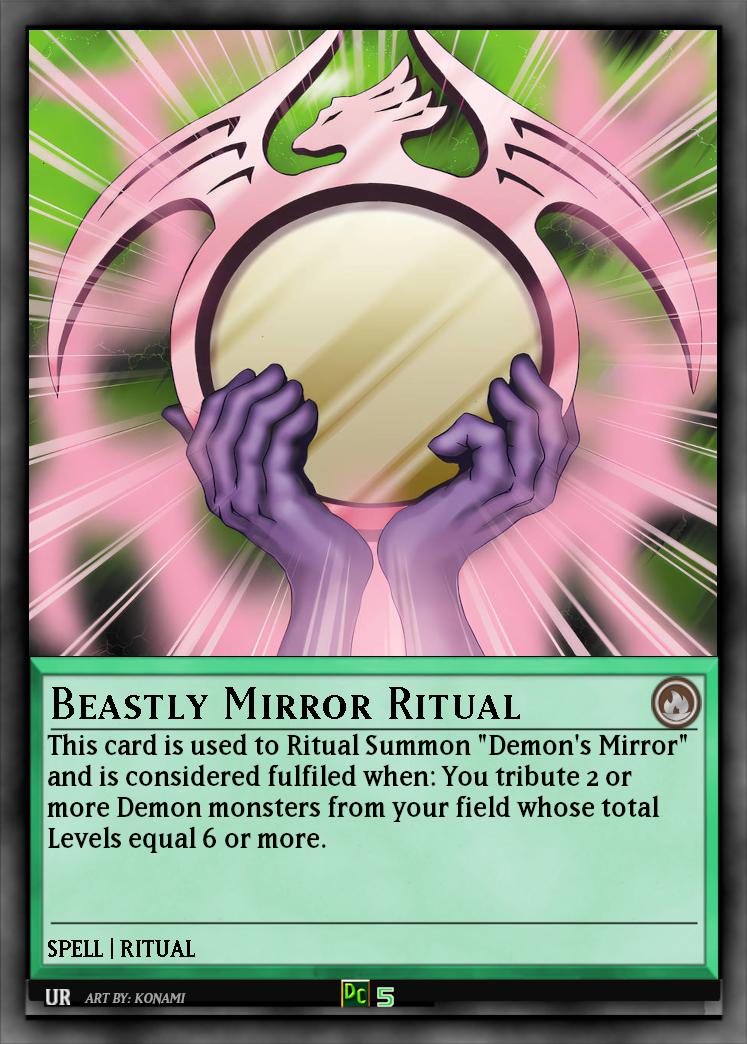 Beastly Mirror Ritual
This card is used to Ritual Summon "Demon's Mirror"
and is considered fulfiled when: You tribute 2 or
more Demon monsters from your field whose total
Levels equal 6 or more.
SPELL | RITUAL
UR ART BY: KONAMI DC 5